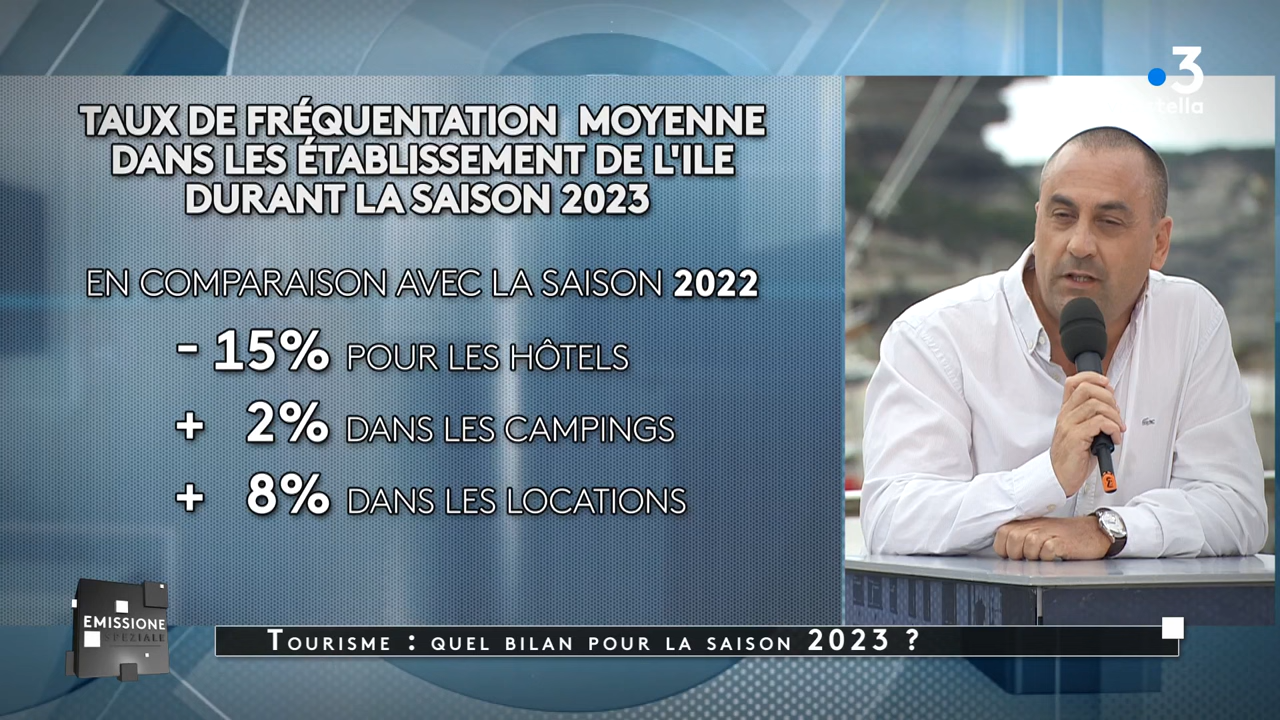 TAUX DE FRÉQUENTATION MOYENNE
DANS LES ÉTABLISSEMENT DE L'ILE
DURANT LA SAISON 2023
EN COMPARAISON AVEC LA SAISON 2022
- 15% POUR LES HÔTELS
+ 2% DANS LES CAMPINGS
+ 8% DANS LES LOCATIONS
3
stella
EMISSIONE
SPEZIALE
TOURISME : QUEL BILAN POUR LA SAISON 2023 ?